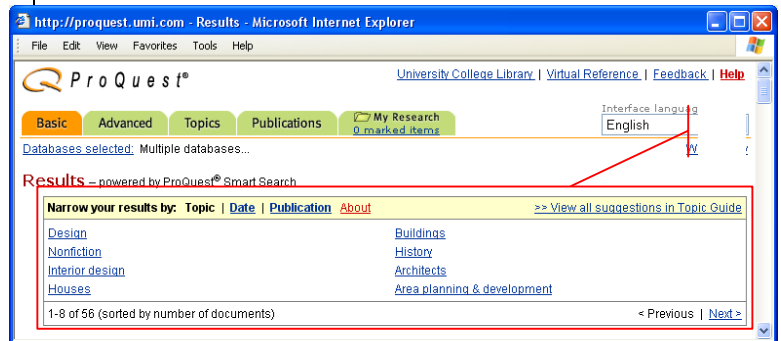 http://proquest.umi.com - Results - Microsoft Internet Explorer
File Edit View Favorites Tools Help
ProQuest®
University College Library | Virtual Reference | Feedback | Help
Interface languag
Basic Advanced Topics Publications My Research
0 marked items
English
Databases selected: Multiple databases...
Results – powered by ProQuest® Smart Search
Narrow your results by: Topic | Date | Publication About >> View all suggestions in Topic Guide
Design Buildings
Nonfiction History
Interior design Architects
Houses Area planning & development
1-8 of 56 (sorted by number of documents) < Previous | Next >